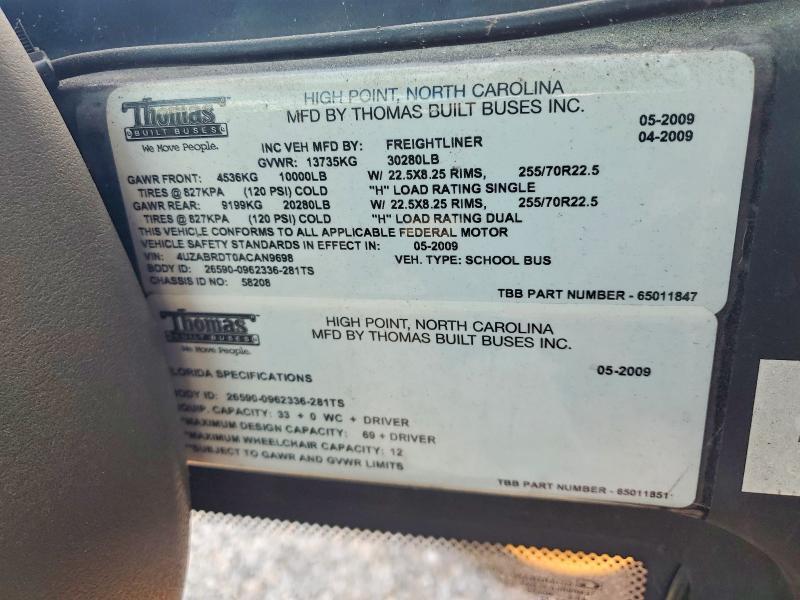 Thomas
BUILT BUSES
We Move People.
HIGH POINT, NORTH CAROLINA
MFD BY THOMAS BUILT BUSES INC.
05-2009
INC VEH MFD BY: FREIGHTLINER 04-2009
GVWR: 13735KG 30280LB
GAWR FRONT: 4536KG 10000LB W/ 22.5X8.25 RIMS, 255/70R22.5
TIRES @ 827KPA (120 PSI) COLD "H" LOAD RATING SINGLE
GAWR REAR: 9199KG 20280LB W/ 22.5X8.25 RIMS, 255/70R22.5
TIRES @ 827KPA (120 PSI) COLD "H" LOAD RATING DUAL
THIS VEHICLE CONFORMS TO ALL APPLICABLE FEDERAL MOTOR
VEHICLE SAFETY STANDARDS IN EFFECT IN: 05-2009
VIN: 4UZABRDT0ACAN9698 VEH. TYPE: SCHOOL BUS
BODY ID: 26590-0962336-281TS
CHASSIS ID NO: 58208
TBB PART NUMBER - 65011847
Thomas
BUILT BUSES
We Move People.
HIGH POINT, NORTH CAROLINA
MFD BY THOMAS BUILT BUSES INC.
05-2009
LORIDA SPECIFICATIONS
ODY ID: 26590-0962336-281TS
QUIP. CAPACITY: 33 + 0 WC + DRIVER
*MAXIMUM DESIGN CAPACITY: 69 + DRIVER
*MAXIMUM WHEELCHAIR CAPACITY: 12
*SUBJECT TO GAWR AND GVWR LIMITS
TBB PART NUMBER - 65011851